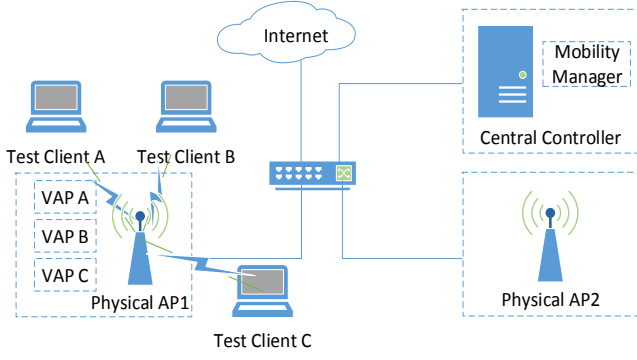 Internet
Mobility
Manager
Central Controller
Test Client A
Test Client B
VAP A
VAP B
VAP C
Physical AP1
Physical AP2
Test Client C